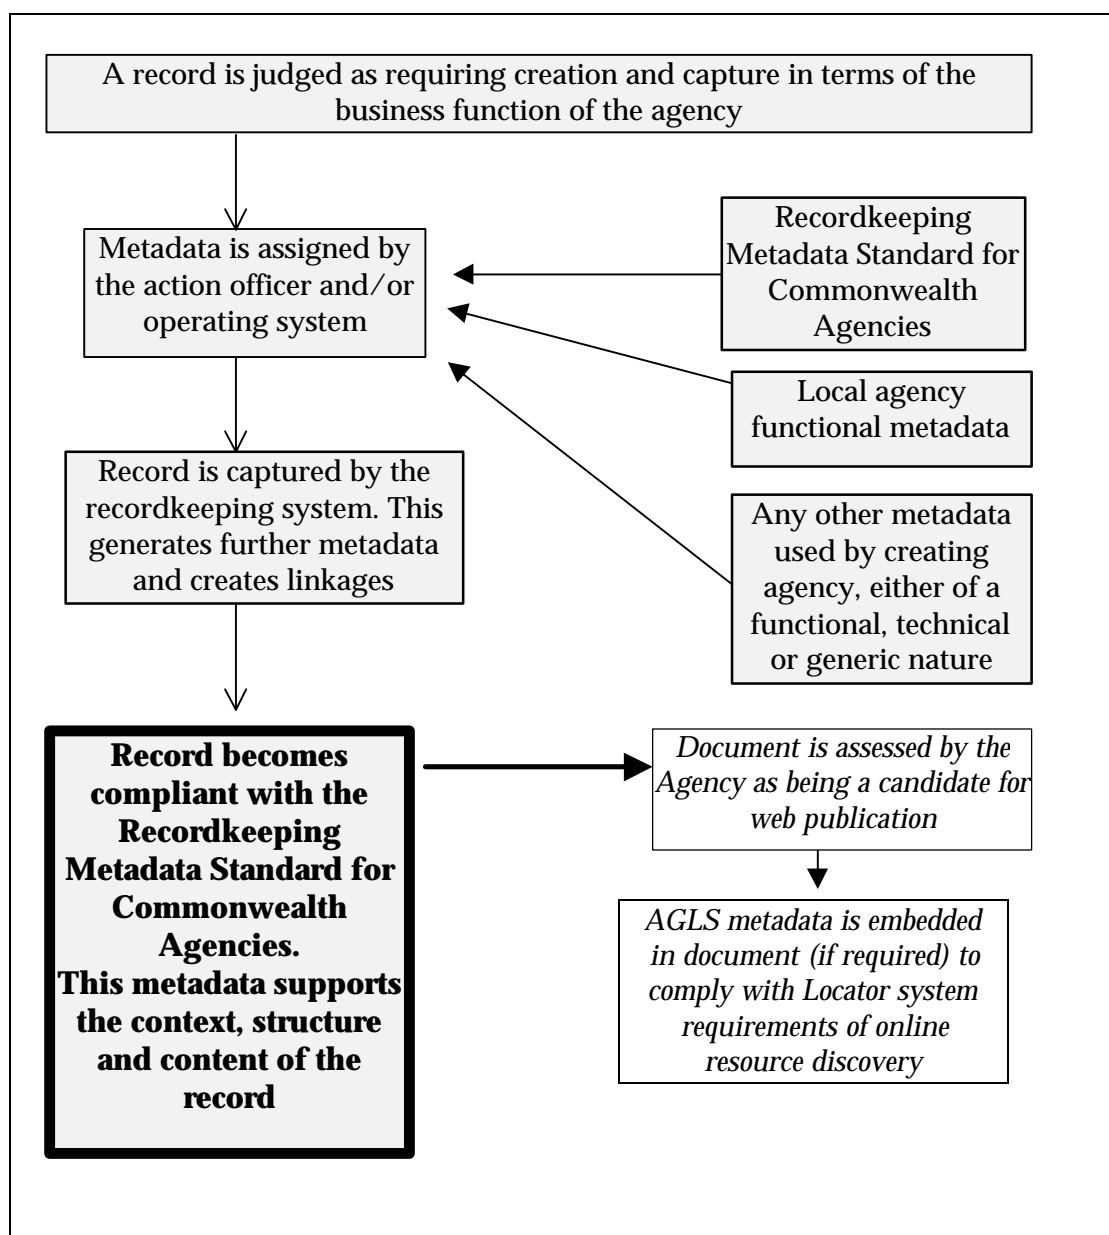 A record is judged as requiring creation and capture in terms of the
business function of the agency
Metadata is assigned by
the action officer and/or
operating system
Recordkeeping
Metadata Standard for
Commonwealth
Agencies
Local agency
functional metadata
Record is captured by the
recordkeeping system. This
generates further metadata
and creates linkages
Any other metadata
used by creating
agency, either of a
functional, technical
or generic nature
Record becomes
compliant with the
Recordkeeping
Metadata Standard for
Commonwealth
Agencies.
This metadata supports
the context, structure
and content of the
record
Document is assessed by the
Agency as being a candidate for
web publication
AGLS metadata is embedded
in document (if required) to
comply with Locator system
requirements of online
resource discovery